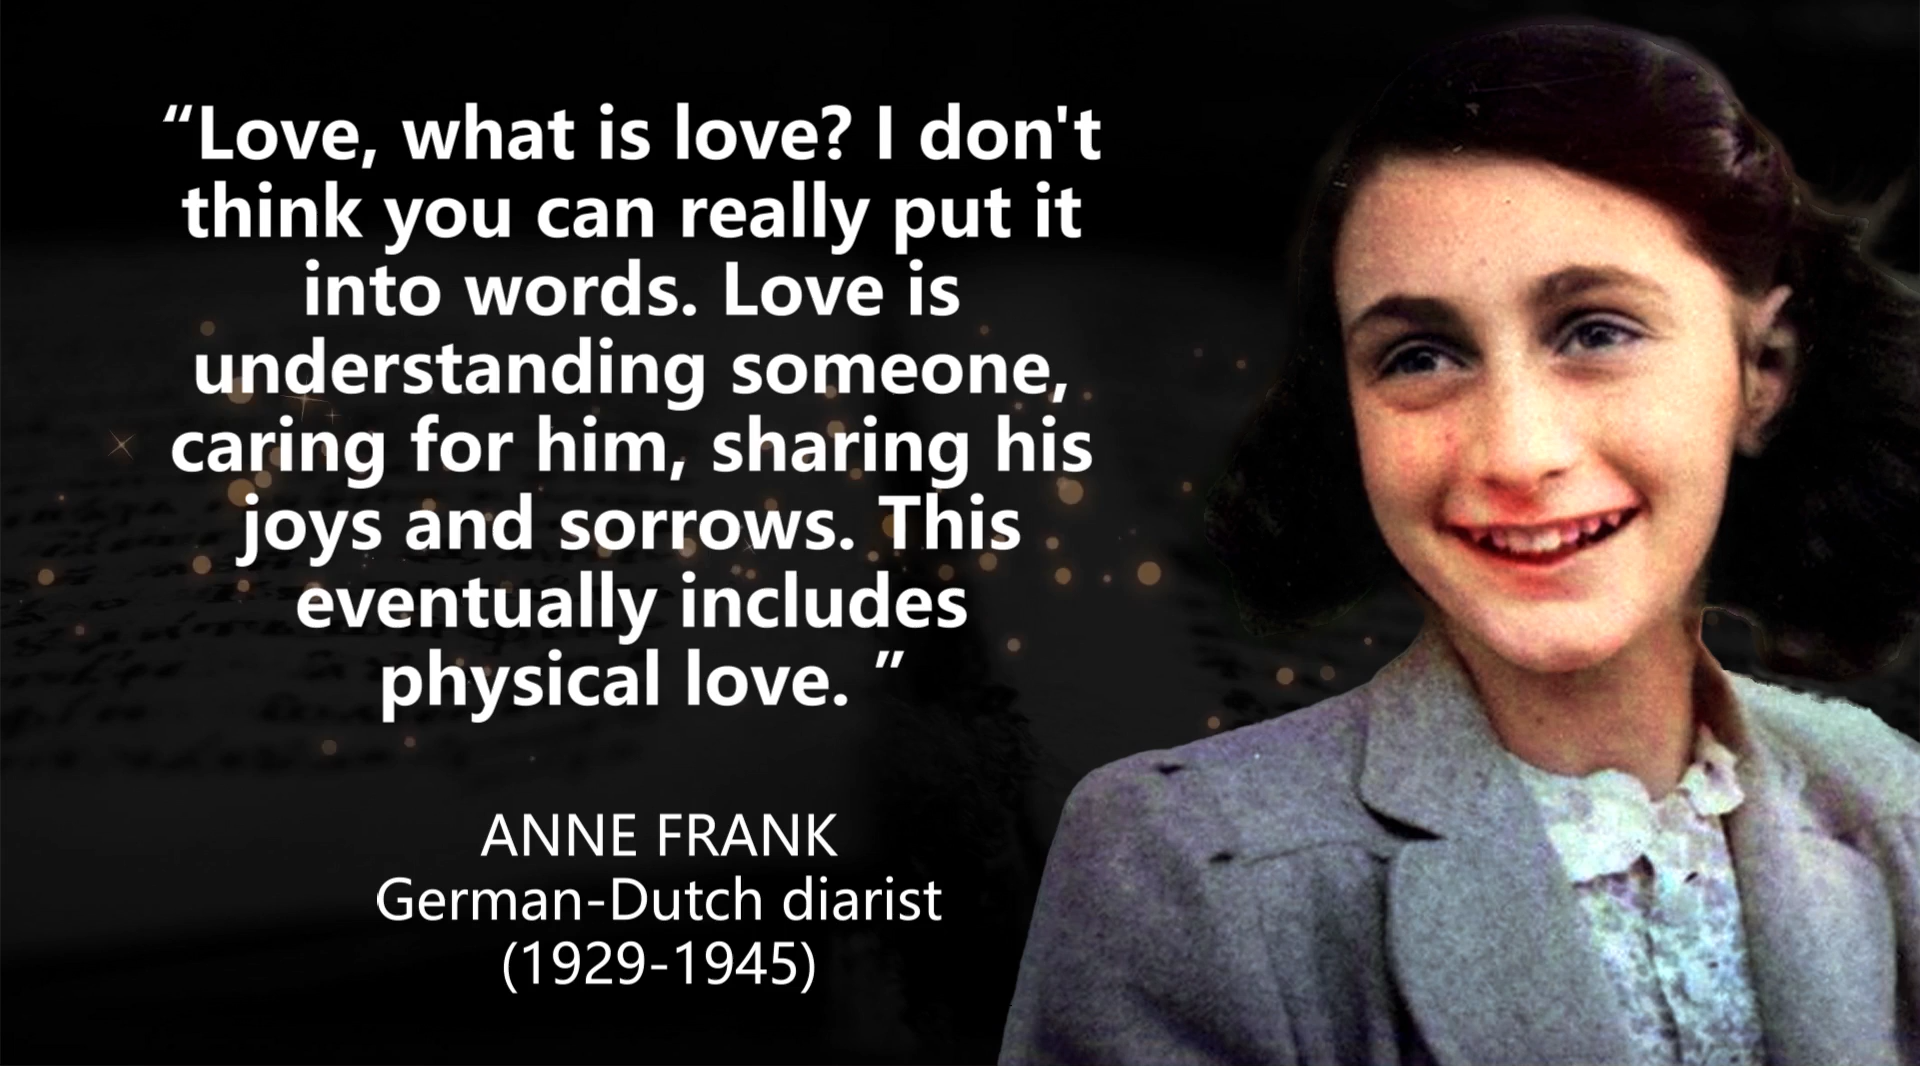 “Love, what is love? I don't
think you can really put it
into words. Love is
understanding someone,
caring for him, sharing his
joys and sorrows. This
eventually includes
physical love. ”
ANNE FRANK
German-Dutch diarist
(1929-1945)